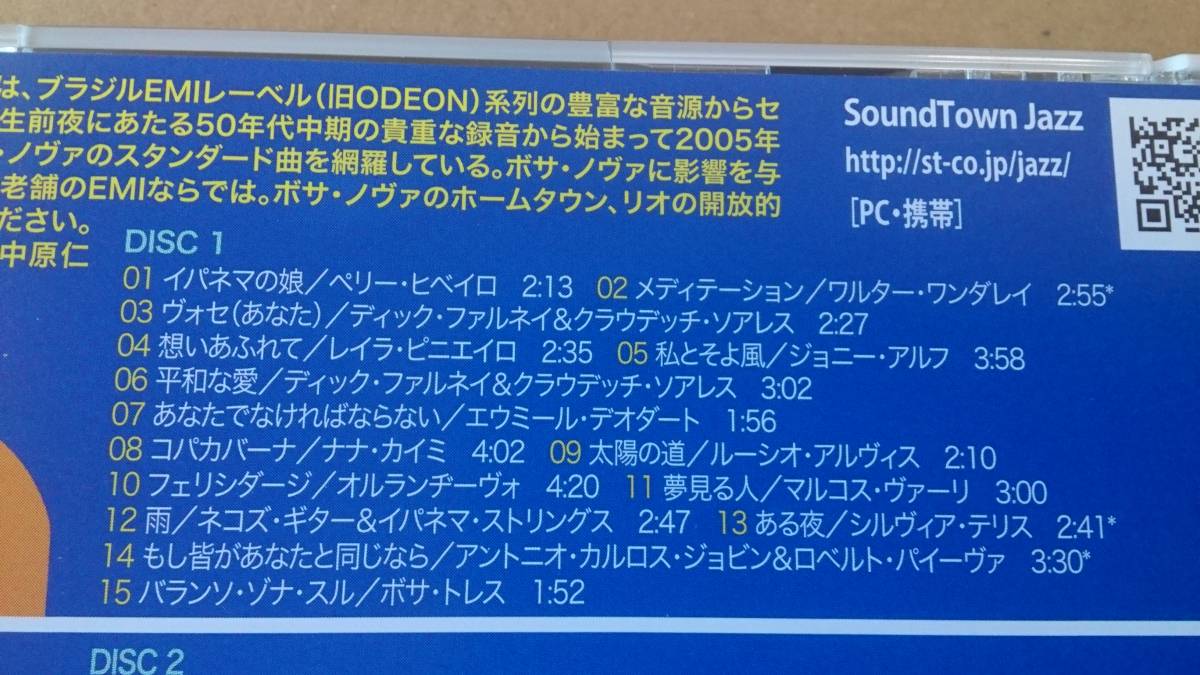 は、ブラジルEMIレーベル(旧ODEON)系列の豊富な音源からセ
生前夜にあたる50年代中期の貴重な録音から始まって2005年
・ノヴァのスタンダード曲を網羅している。ボサ・ノヴァに影響を与
老舗のEMIならでは。ボサ・ノヴァのホームタウン、リオの開放的
ださい。
中原仁
SoundTown Jazz
http://st-co.jp/jazz/
[PC・携帯]
DISC 1
01 イパネマの娘／ペリー・ヒベイロ 2:13 02 メディテーション／ワルター・ワンダレイ 2:55*
03 ヴォセ(あなた)／ディック・ファルネイ&クラウデッチ・ソアレス 2:27
04 想いあふれて／レイラ・ピニエイロ 2:35 05 私とそよ風／ジョニー・アルフ 3:58
06 平和な愛／ディック・ファルネイ&クラウデッチ・ソアレス 3:02
07 あなたでなければならない／エウミール・デオダート 1:56
08 コパカバーナ／ナナ・カイミ 4:02 09 太陽の道／ルーシオ・アルヴィス 2:10
10 フェリシダージ／オルランヂーヴォ 4:20 11 夢見る人／マルコス・ヴァーリ 3:00
12 雨／ネコズ・ギター&イパネマ・ストリングス 2:47 13 ある夜／シルヴィア・テリス 2:41*
14 もし皆があなたと同じなら／アントニオ・カルロス・ジョビン&ロベルト・パイーヴァ 3:30*
15 バランソ・ゾナ・スル／ボサ・トレス 1:52
DISC 2